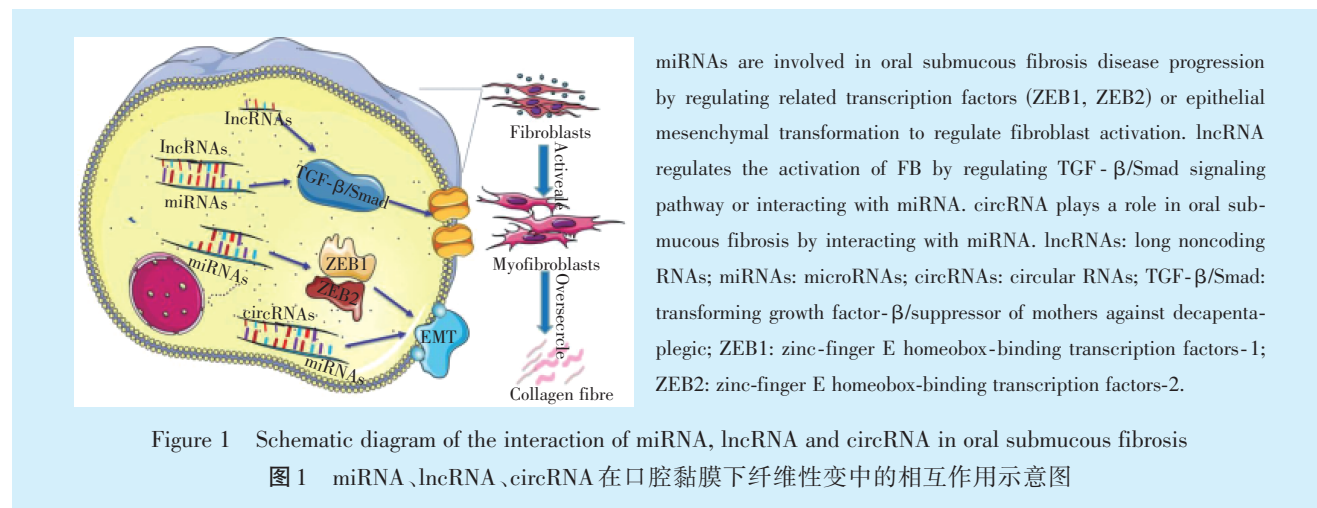 lncRNAs
lncRNAs
miRNAs
TGF-β/Smad
miRNAs
ZEB1
ZEB2
circRNAs
miRNAs
EMT
Fibroblasts
Activeale
Myofibroblasts
Oversecrcle
Collagen fibre
miRNAs are involved in oral submucous fibrosis disease progression
by regulating related transcription factors (ZEB1, ZEB2) or epithelial
mesenchymal transformation to regulate fibroblast activation. lncRNA
regulates the activation of FB by regulating TGF-β/Smad signaling
pathway or interacting with miRNA. circRNA plays a role in oral sub-
mucous fibrosis by interacting with miRNA. lncRNAs: long noncoding
RNAs; miRNAs: microRNAs; circRNAs: circular RNAs; TGF-β/Smad:
transforming growth factor-β/suppressor of mothers against decapenta-
plegic; ZEB1: zinc-finger E homeobox-binding transcription factors-1;
ZEB2: zinc-finger E homeobox-binding transcription factors-2.
Figure 1 Schematic diagram of the interaction of miRNA, lncRNA and circRNA in oral submucous fibrosis
图1 miRNA、lncRNA、circRNA在口腔黏膜下纤维性变中的相互作用示意图